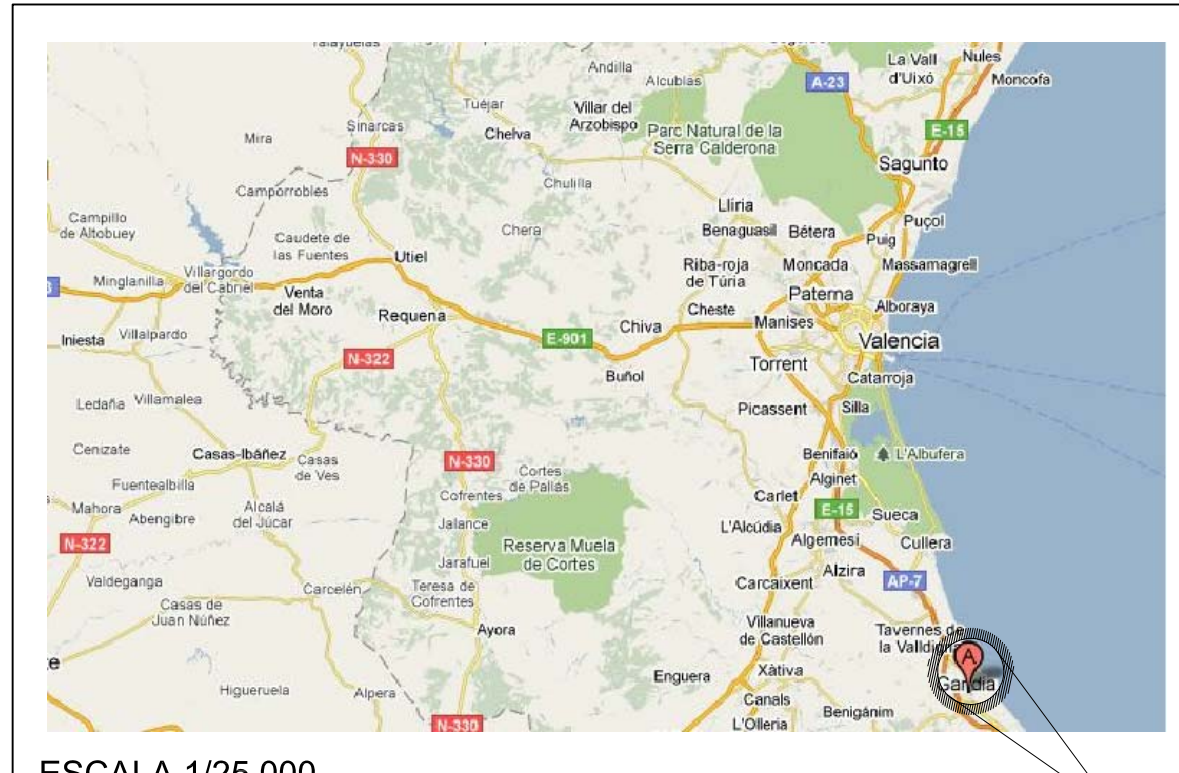 Andilla
Alcublas
La Vall
d'Uixó
Nules
Moncofa
A-23
Tuéjar
Villar del
Arzobispo
Chelva
Sinarcas
Mira
N-330
Parc Natural de la
Serra Calderona
E-15
Sagunto
Chulilla
Camporrobles
Llíria
Campillo
de Altobuey
Chera
Benaguasil
Bétera
Puçol
Puig
Caudete de
las Fuentes
Utiel
Riba-roja
de Túria
Moncada
Massamagrell
Minglanilla
Villargordo
del Cabriel
Venta
del Moro
Paterna
Requena
Cheste
Alboraya
Iniesta
Villalpardo
E-901
Chiva
Manises
Valencia
N-322
Buñol
Torrent
Catarroja
Ledaña
Villamalea
Picassent
Silla
Cenizate
Casas-Ibáñez
Casas
de Ves
N-330
Cortes
de Pallás
Benifaió
L'Albufera
Alginet
Fuentealbilla
Cofrentes
Carlet
E-15
Mahora
Abengibre
Alcalá
del Júcar
Jalance
L'Alcúdia
Sueca
Algemesí
Cullera
N-322
Jarafuel
Reserva Muela
de Cortes
Alzira
AP-7
Carcaixent
Valdeganga
Carcelén
Teresa de
Cofrentes
Casas de
Juan Núñez
Ayora
Villanueva
de Castellón
Tavernes de
la Valldigna
A
Gandia
Xàtiva
Enguera
Higueruela
Alpera
Canals
Benigánim
N-330
L'Olleria
ESCALA 1/25.000